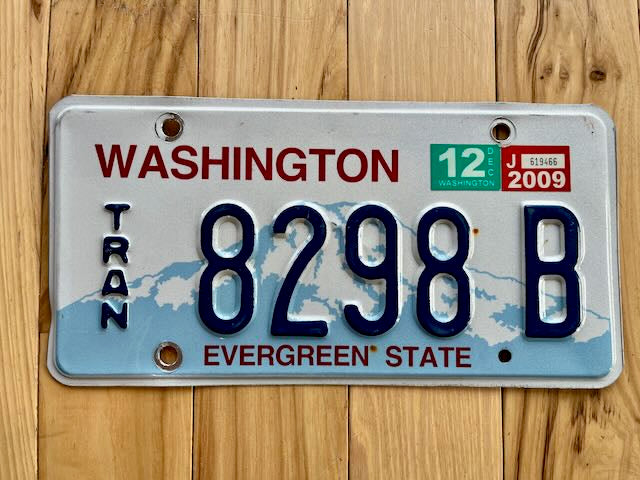 WASHINGTON
12 DEC
WASHINGTON
J 619466
2009
TRAN
8298 B
EVERGREEN STATE